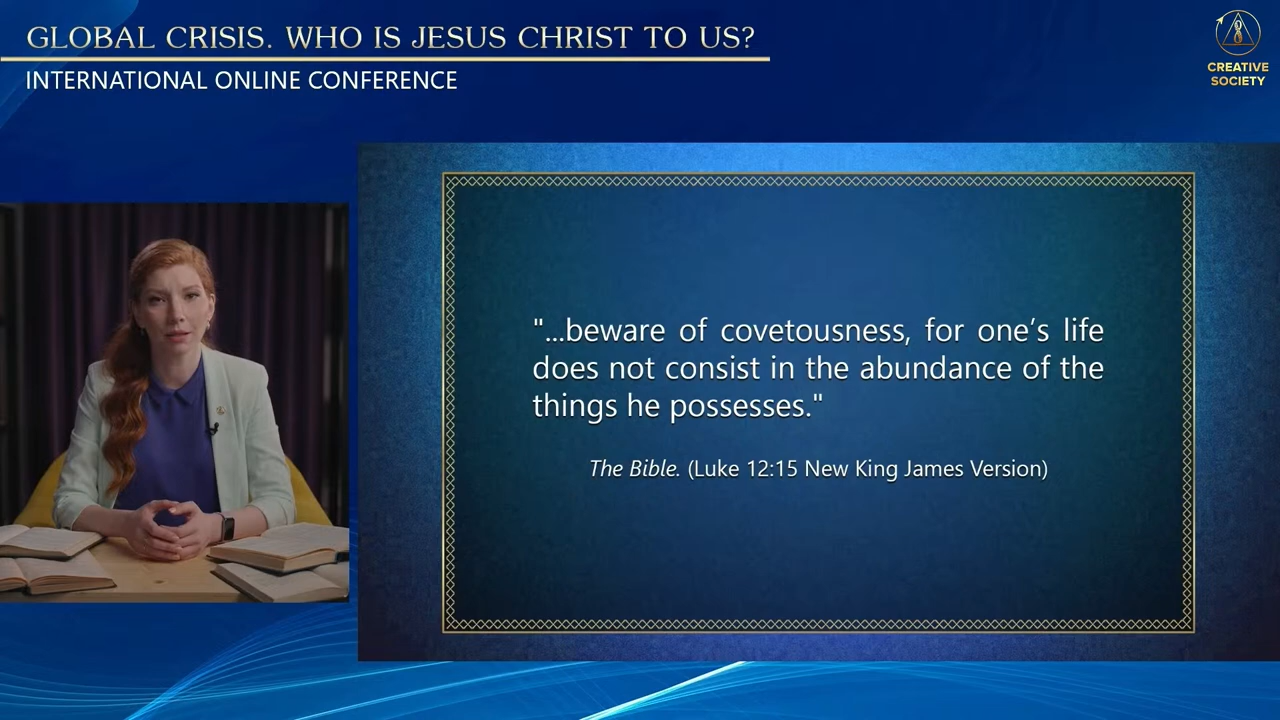 GLOBAL CRISIS. WHO IS JESUS CHRIST TO US?
INTERNATIONAL ONLINE CONFERENCE
CREATIVE
SOCIETY
"...beware of covetousness, for one’s life
does not consist in the abundance of the
things he possesses."
The Bible. (Luke 12:15 New King James Version)